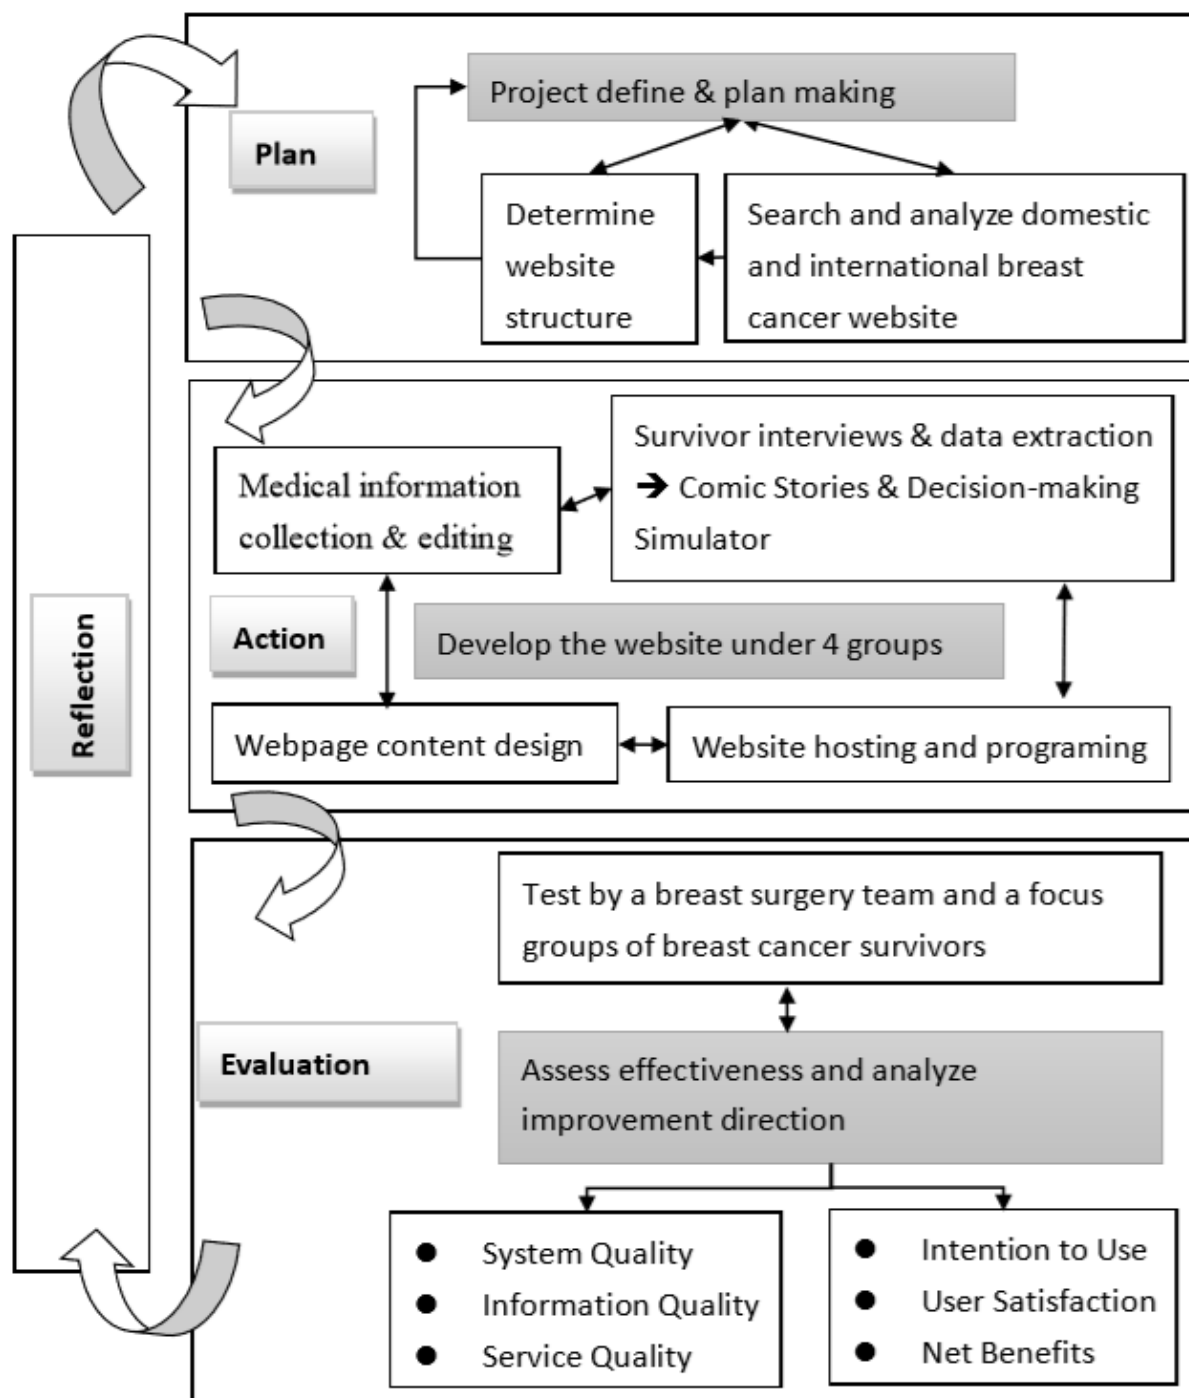 Project define & plan making
Plan
Determine
website
structure
Search and analyze domestic
and international breast
cancer website
Survivor interviews & data extraction
➔ Comic Stories & Decision-making
Simulator
Medical information
collection & editing
Action
Develop the website under 4 groups
Reflection
Webpage content design
Website hosting and programing
Test by a breast surgery team and a focus
groups of breast cancer survivors
Evaluation
Assess effectiveness and analyze
improvement direction
● System Quality
● Information Quality
● Service Quality
● Intention to Use
● User Satisfaction
● Net Benefits